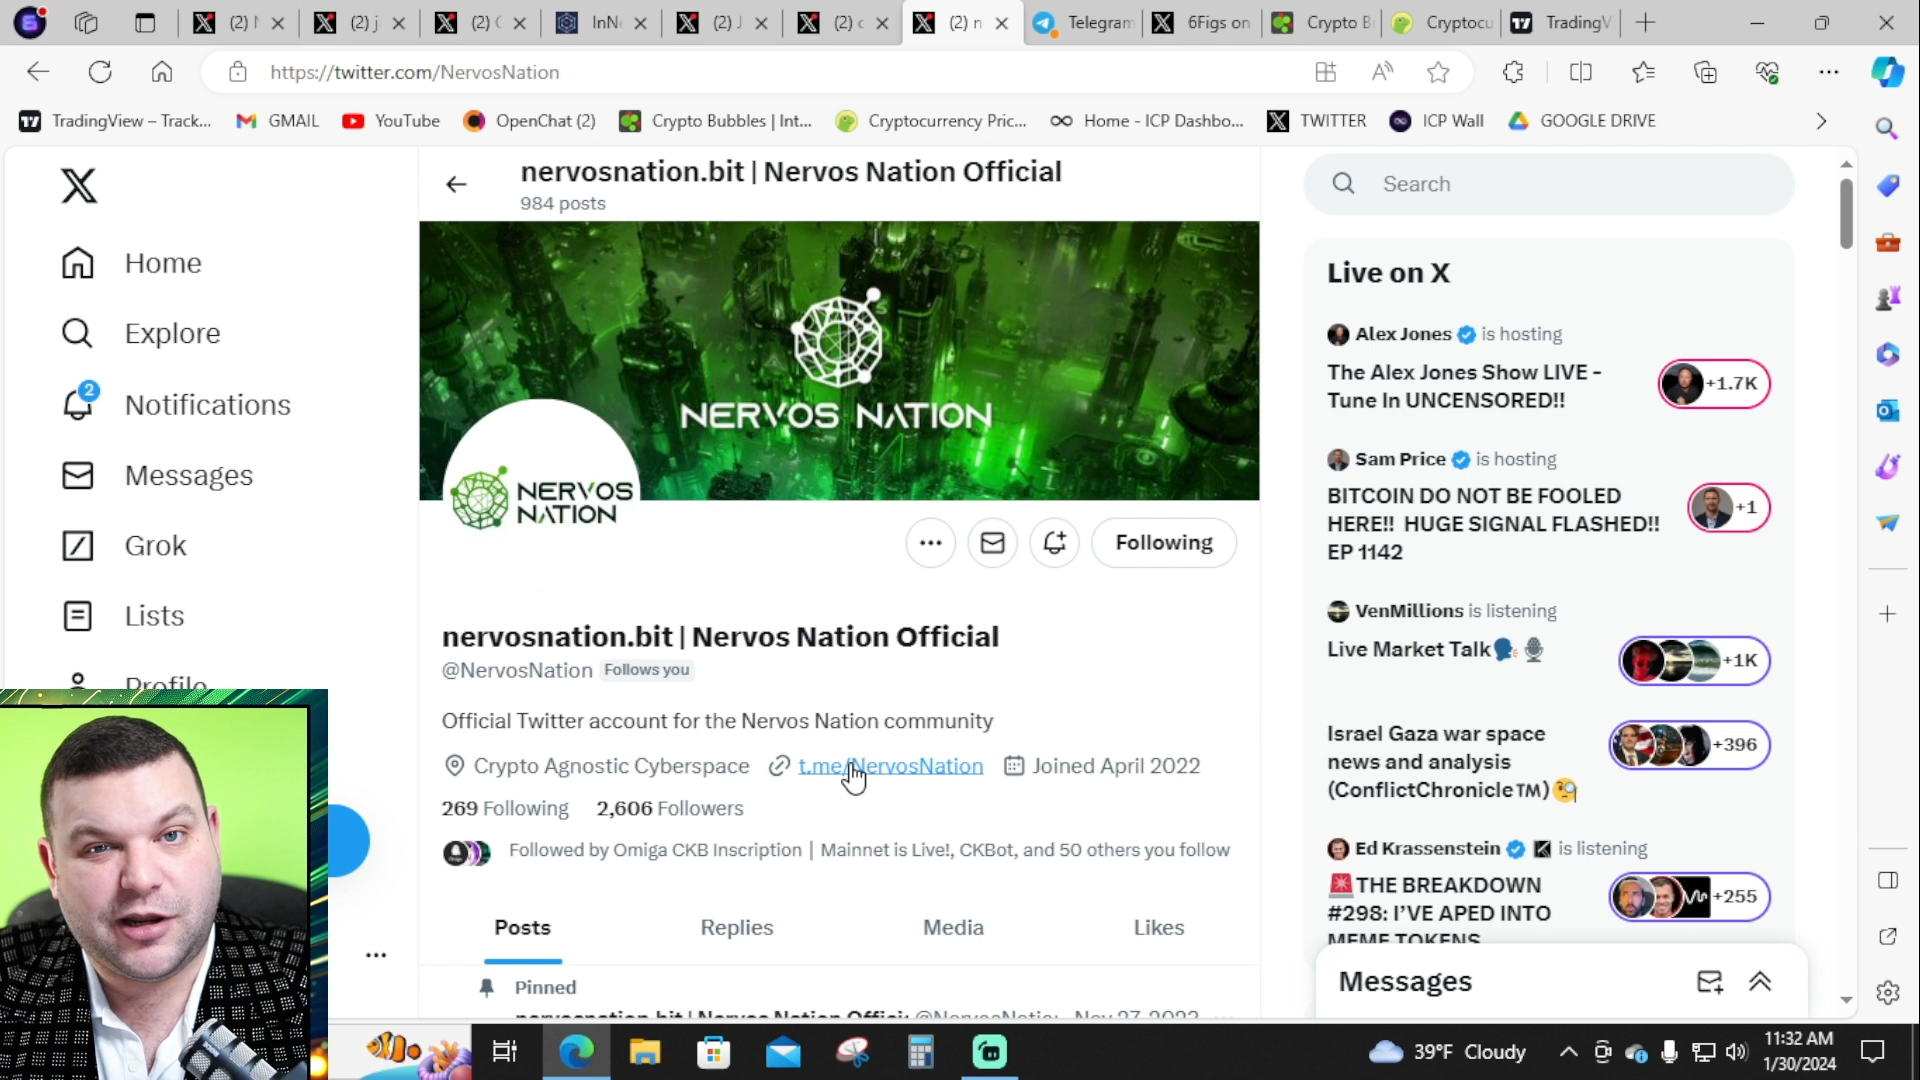 (2) N
(2) j
(2) C
InN
(2) J
(2) c
(2) n
Telegram
6Figs on
Crypto B
Cryptocu
TradingV
https://twitter.com/NervosNation
TradingView – Track...
GMAIL
YouTube
OpenChat (2)
Crypto Bubbles | Int...
Cryptocurrency Pric...
Home - ICP Dashbo...
TWITTER
ICP Wall
GOOGLE DRIVE
Home
Explore
2
Notifications
Messages
Grok
Lists
Profile
nervosnation.bit | Nervos Nation Official
984 posts
NERVOS NATION
NERVOS
NATION
Following
nervosnation.bit | Nervos Nation Official
@NervosNation Follows you
Official Twitter account for the Nervos Nation community
Crypto Agnostic Cyberspace t.me/NervosNation Joined April 2022
269 Following 2,606 Followers
Followed by Omiga CKB Inscription | Mainnet is Live!, CKBot, and 50 others you follow
Posts Replies Media Likes
Pinned
nervosnation.bit | Nervos Nation Offici: @NervosNatio: Nov 27, 2023
Search
Live on X
Alex Jones is hosting
The Alex Jones Show LIVE -
Tune In UNCENSORED!!
+1.7K
Sam Price is hosting
BITCOIN DO NOT BE FOOLED
HERE!! HUGE SIGNAL FLASHED!!
EP 1142
+1
VenMillions is listening
Live Market Talk🗣️🎙️
+1K
Israel Gaza war space
news and analysis
(ConflictChronicle™)🧐
+396
Ed Krassenstein is listening
🚨THE BREAKDOWN
#298: I'VE APED INTO
MEME TOKENS
+255
Messages
39°F Cloudy
11:32 AM
1/30/2024